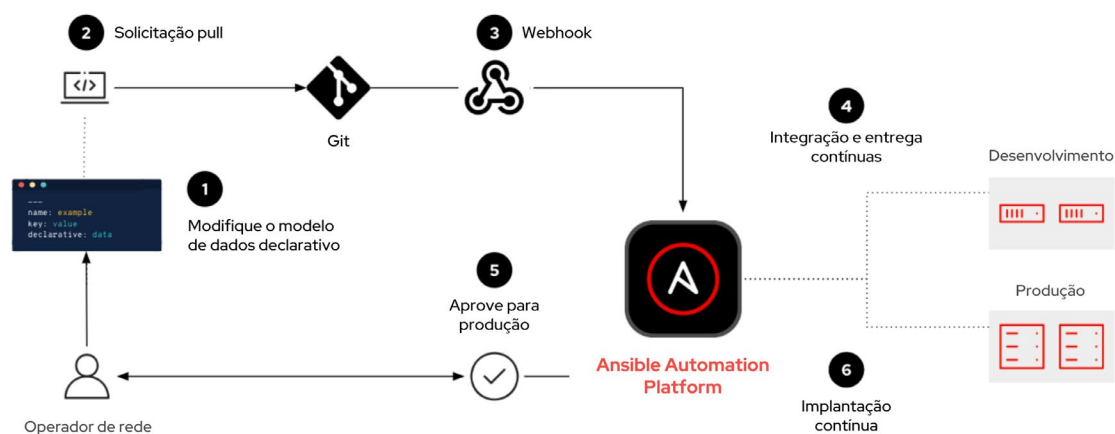 2
Solicitação pull
3
Webhook
Git
4
Integração e entrega
contínuas
Desenvolvimento
</>
---
name: example
key: value
declarative: data
1
Modifique o modelo
de dados declarativo
5
Aprove para
produção
Produção
Ansible Automation
Platform
6
Implantação
contínua
Operador de rede